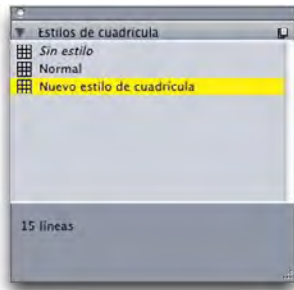 Estilos de cuadrícula
Sin estilo
Normal
Nuevo estilo de cuadrícula
15 líneas